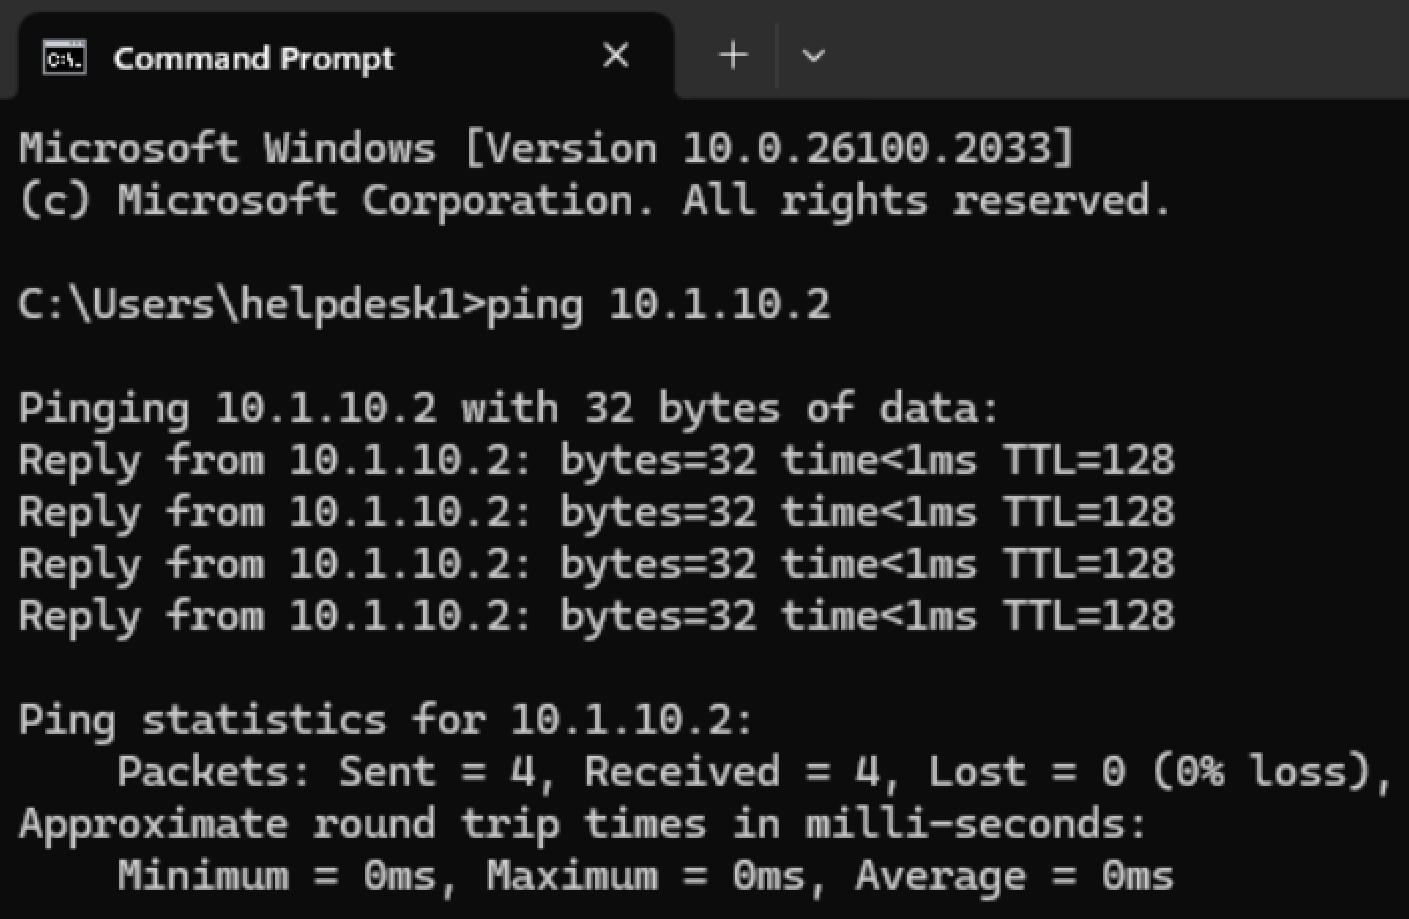 Command Prompt
Microsoft Windows [Version 10.0.26100.2033]
(c) Microsoft Corporation. All rights reserved.
C:\Users\helpdesk1>ping 10.1.10.2
Pinging 10.1.10.2 with 32 bytes of data:
Reply from 10.1.10.2: bytes=32 time<1ms TTL=128
Reply from 10.1.10.2: bytes=32 time<1ms TTL=128
Reply from 10.1.10.2: bytes=32 time<1ms TTL=128
Reply from 10.1.10.2: bytes=32 time<1ms TTL=128
Ping statistics for 10.1.10.2:
    Packets: Sent = 4, Received = 4, Lost = 0 (0% loss),
Approximate round trip times in milli-seconds:
    Minimum = 0ms, Maximum = 0ms, Average = 0ms